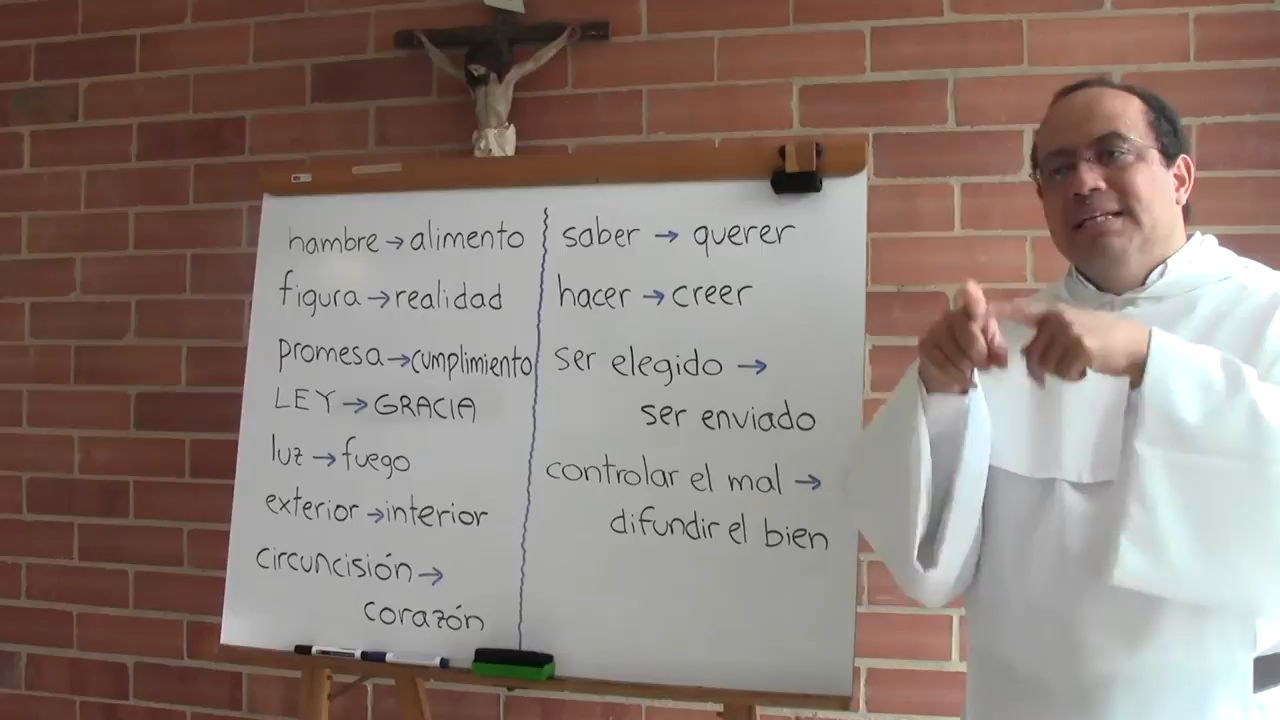 hambre → alimento
figura → realidad
promesa → cumplimiento
LEY → GRACIA
luz → fuego
exterior → interior
circuncisión →
corazón
saber → querer
hacer → creer
ser elegido →
ser enviado
controlar el mal →
difundir el bien